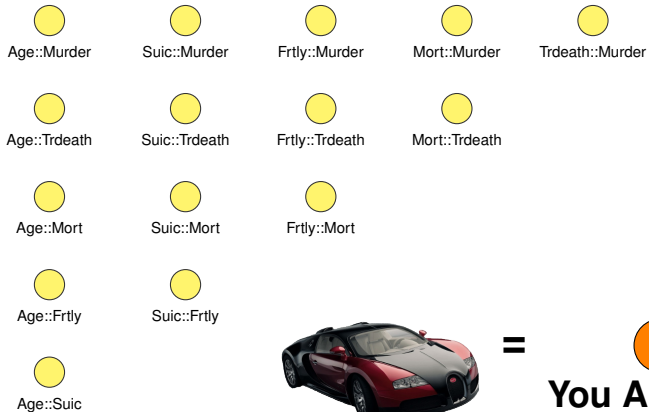 Age::Murder Suic::Murder Frtly::Murder Mort::Murder Trdeath::Murder
Age::Trdeath Suic::Trdeath Frtly::Trdeath Mort::Trdeath
Age::Mort Suic::Mort Frtly::Mort
Age::Frtly Suic::Frtly
=
You A
Age::Suic